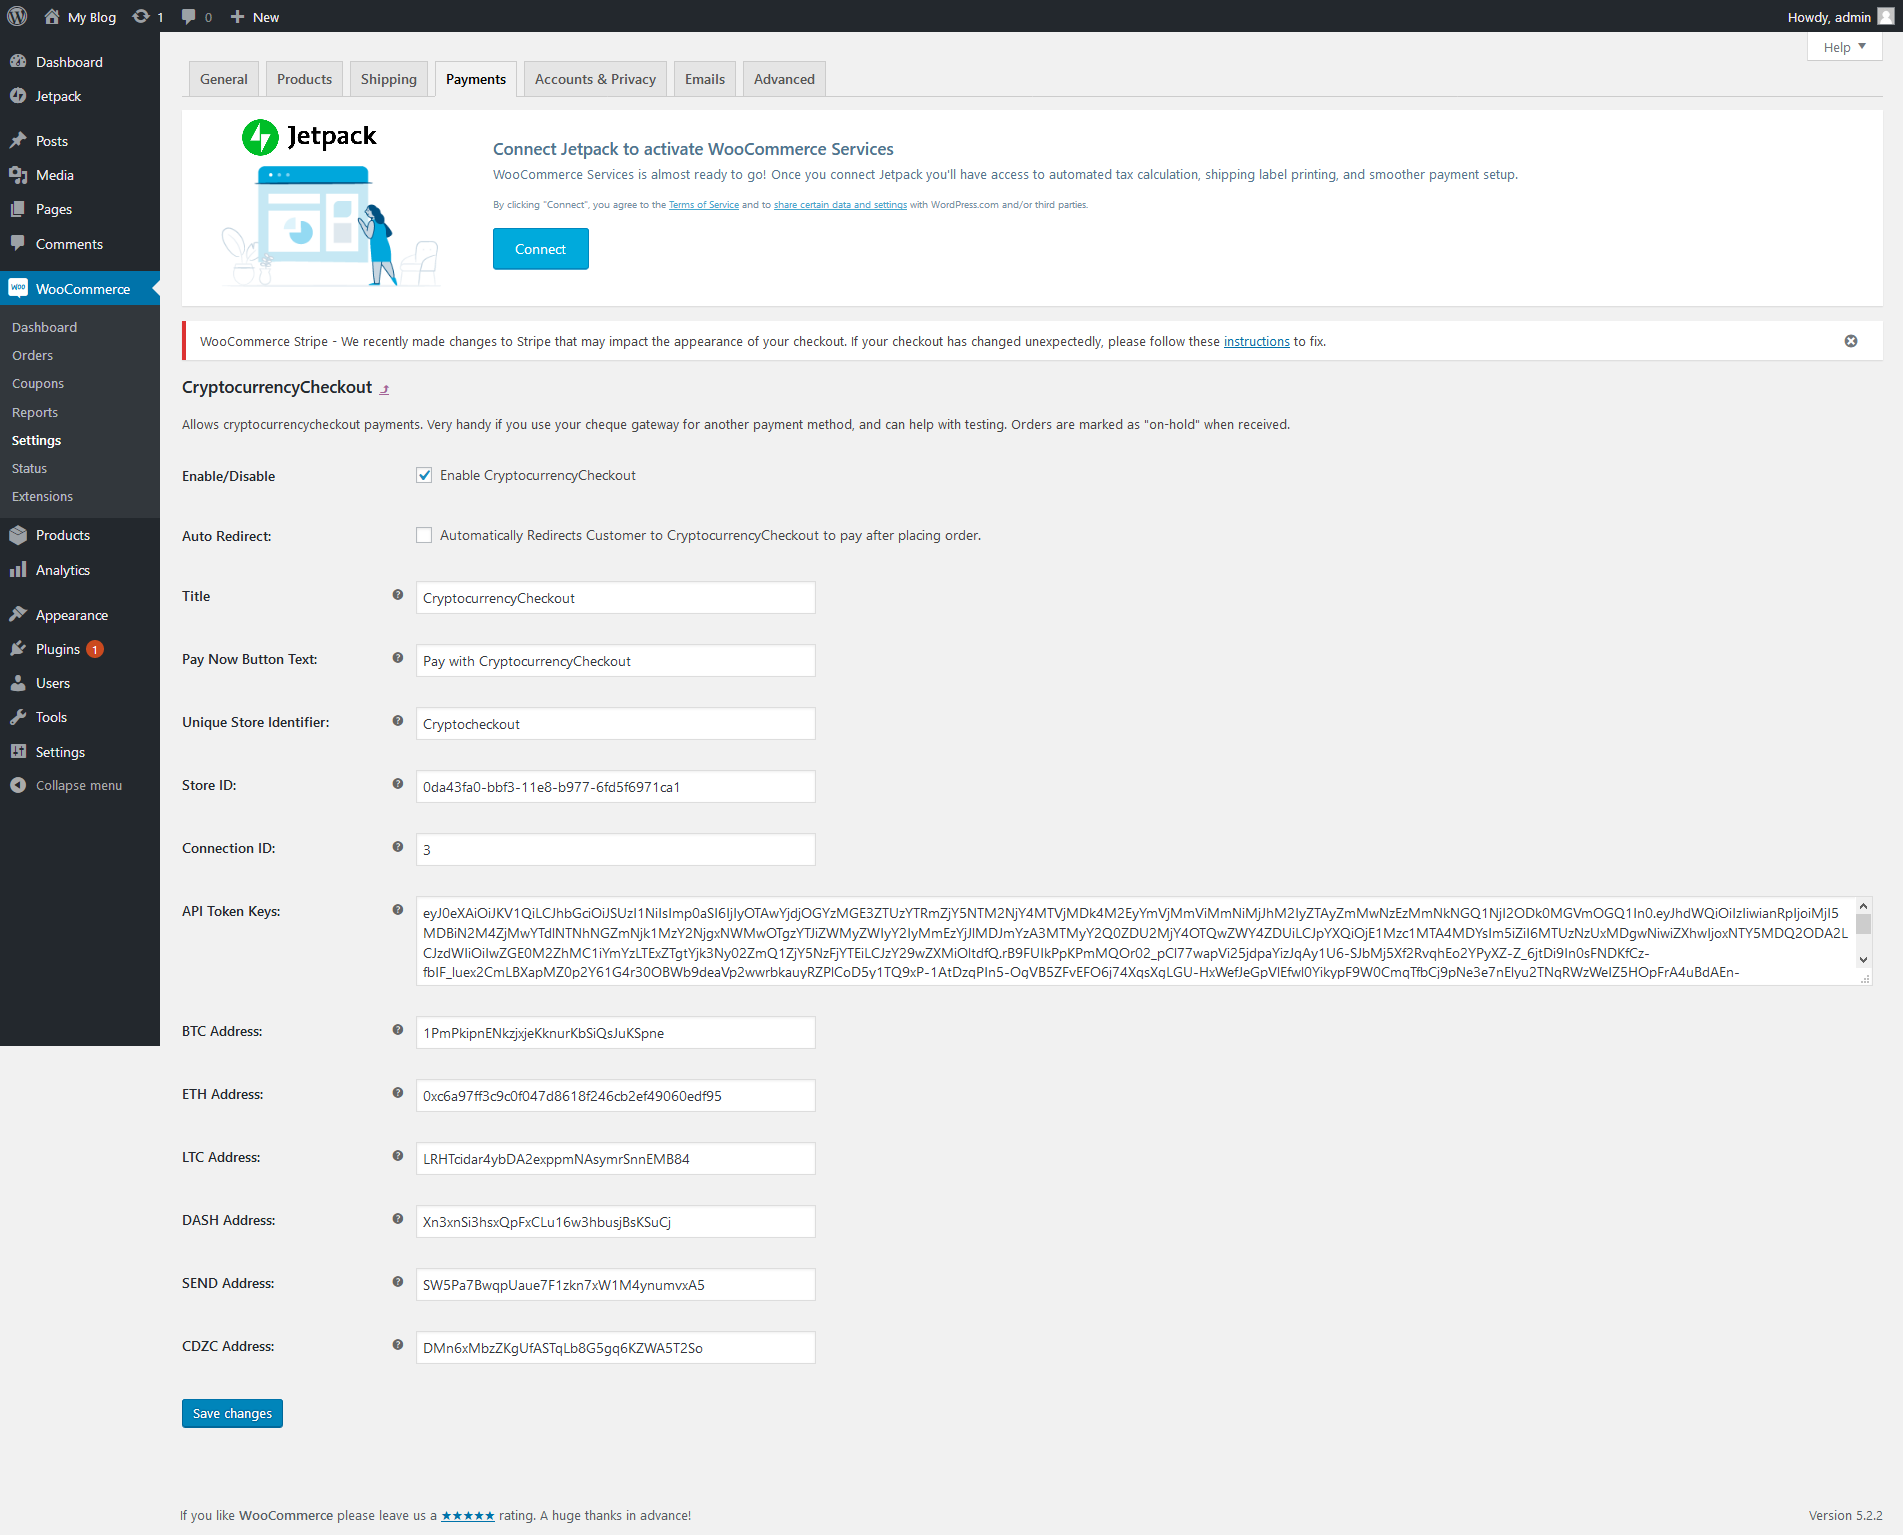 My Blog 1 0 New Howdy, admin
Help
Dashboard
Jetpack
Posts
Media
Pages
Comments
WooCommerce
Dashboard
Orders
Coupons
Reports
Settings
Status
Extensions
Products
Analytics
Appearance
Plugins 1
Users
Tools
Settings
Collapse menu
General Products Shipping Payments Accounts & Privacy Emails Advanced
Jetpack
Connect Jetpack to activate WooCommerce Services
WooCommerce Services is almost ready to go! Once you connect Jetpack you'll have access to automated tax calculation, shipping label printing, and smoother payment setup.
By clicking "Connect", you agree to the Terms of Service and to share certain data and settings with WordPress.com and/or third parties.
Connect
WooCommerce Stripe - We recently made changes to Stripe that may impact the appearance of your checkout. If your checkout has changed unexpectedly, please follow these instructions to fix.
CryptocurrencyCheckout
Allows cryptocurrencycheckout payments. Very handy if you use your cheque gateway for another payment method, and can help with testing. Orders are marked as "on-hold" when received.
Enable/Disable Enable CryptocurrencyCheckout
Auto Redirect: Automatically Redirects Customer to CryptocurrencyCheckout to pay after placing order.
Title CryptocurrencyCheckout
Pay Now Button Text: Pay with CryptocurrencyCheckout
Unique Store Identifier: Cryptocheckout
Store ID: 0da43fa0-bbf3-11e8-b977-6fd5f6971ca1
Connection ID: 3
API Token Keys:
BTC Address: 1PmPkipnENkzjxjeKknurKbSiQsJuKSpne
ETH Address: 0xc6a97ff3c9c0f047d8618f246cb2ef49060edf95
LTC Address: LRHTcidar4ybDA2exppmNAsymrSnnEMB84
DASH Address: Xn3xnSi3hsxQpFxCLu16w3hbusjBsKSuCj
SEND Address: SW5Pa7BwqpUaue7F1zkn7xW1M4ynumvxA5
CDZC Address: DMn6xMbzZKgUfASTqLb8G5gq6KZWA5T2So
Save changes
If you like WooCommerce please leave us a ★★★★★ rating. A huge thanks in advance!
Version 5.2.2